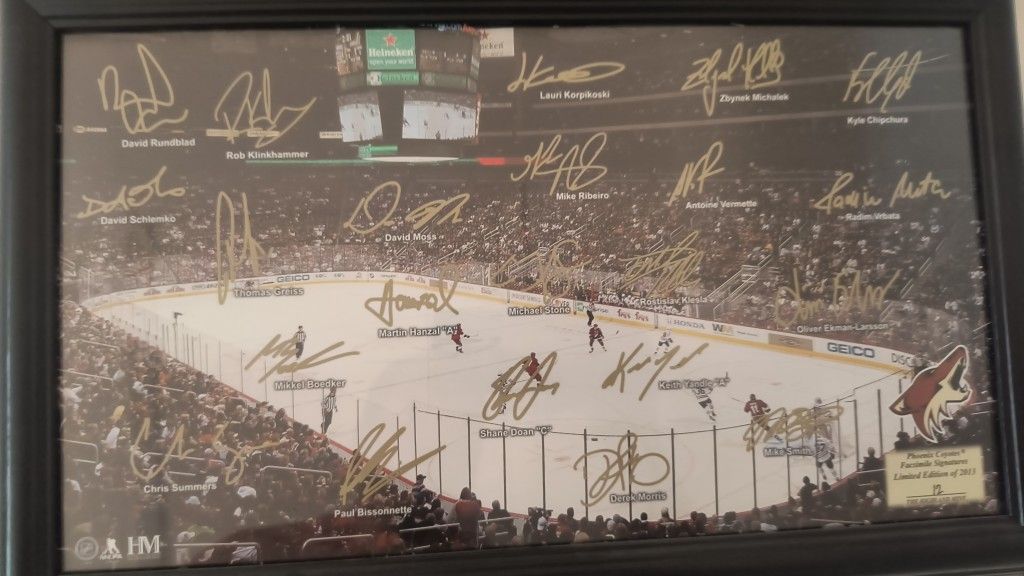 Heineken
open your world
Heineken
Heineken
Lauri Korpikoski
Zbynek Michalek
Kyle Chipchura
David Rundblad
Rob Klinkhammer
Mike Ribeiro
Antoine Vermette
Radim Vrbata
David Schlemko
David Moss
Thomas Greiss
GEICO
Martin Hanzal "A"
Michael Stone
Rostislav Klesla
HONDA
Oliver Ekman-Larsson
GEICO
DISC
Mikkel Boedker
Keith Yandle "A"
Shane Doan "C"
Mike Smith
Chris Summers
Paul Bissonnette
Derek Morris
Phoenix Coyotes®
Facsimile Signatures
Limited Edition of 2013
12
HM